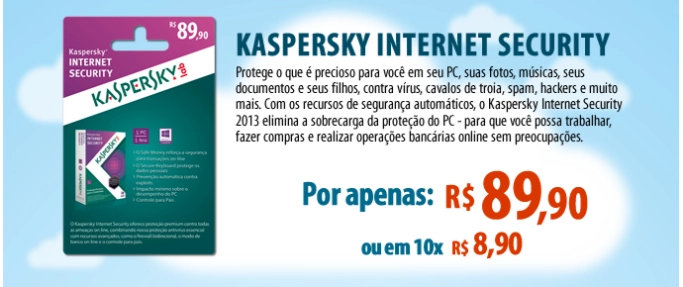 R$ 89,90
Kaspersky
INTERNET
SECURITY
KASPERSKY lab
KASPERSKY INTERNET SECURITY
Protege o que é precioso para você em seu PC, suas fotos, músicas, seus
documentos e seus filhos, contra vírus, cavalos de troia, spam, hackers e muito
mais. Com os recursos de segurança automáticos, o Kaspersky Internet Security
2013 elimina a sobrecarga da proteção do PC - para que você possa trabalhar,
fazer compras e realizar operações bancárias online sem preocupações.
Por apenas: R$ 89,90
ou em 10x R$ 8,90